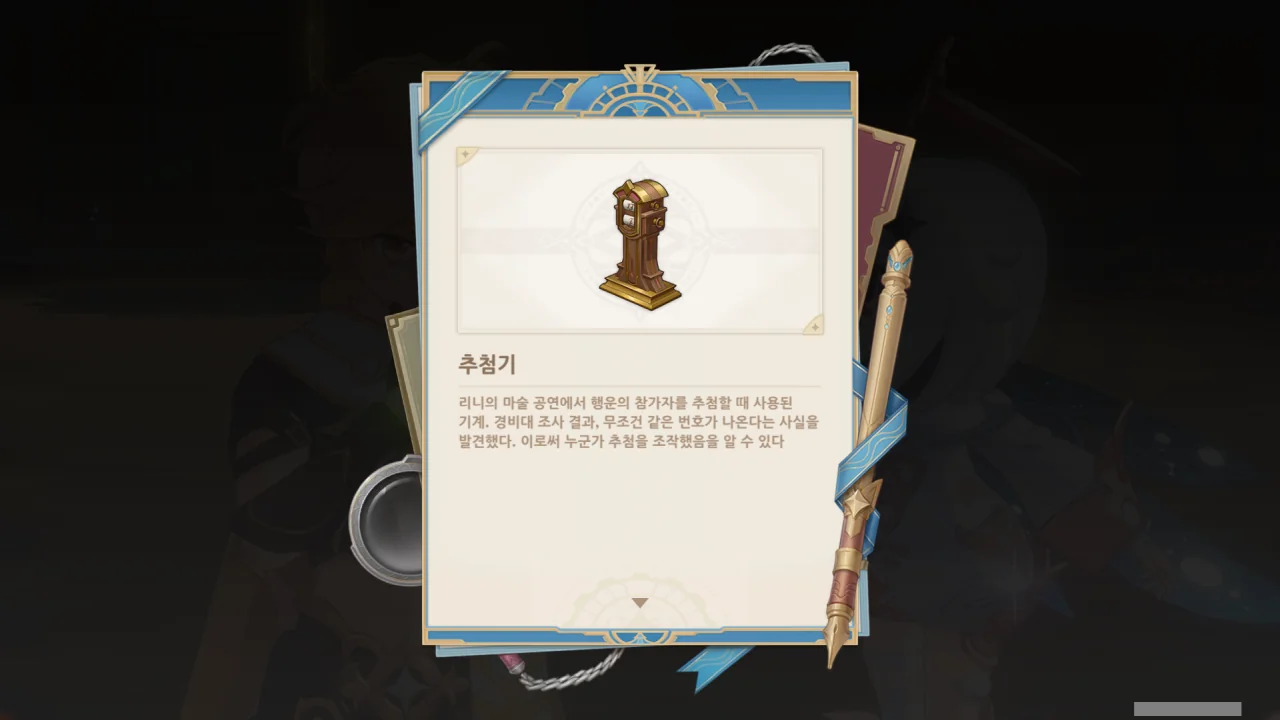 추첨기
리니의 마술 공연에서 행운의 참가자를 추첨할 때 사용된
기계. 경비대 조사 결과, 무조건 같은 번호가 나온다는 사실을
발견했다. 이로써 누군가 추첨을 조작했음을 알 수 있다